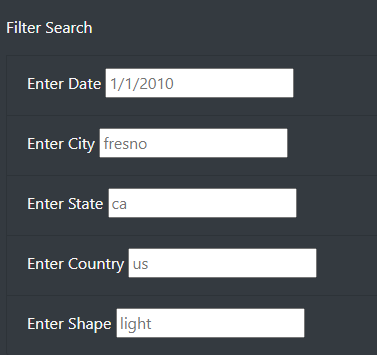 Filter Search
Enter Date 1/1/2010
Enter City fresno
Enter State ca
Enter Country us
Enter Shape light